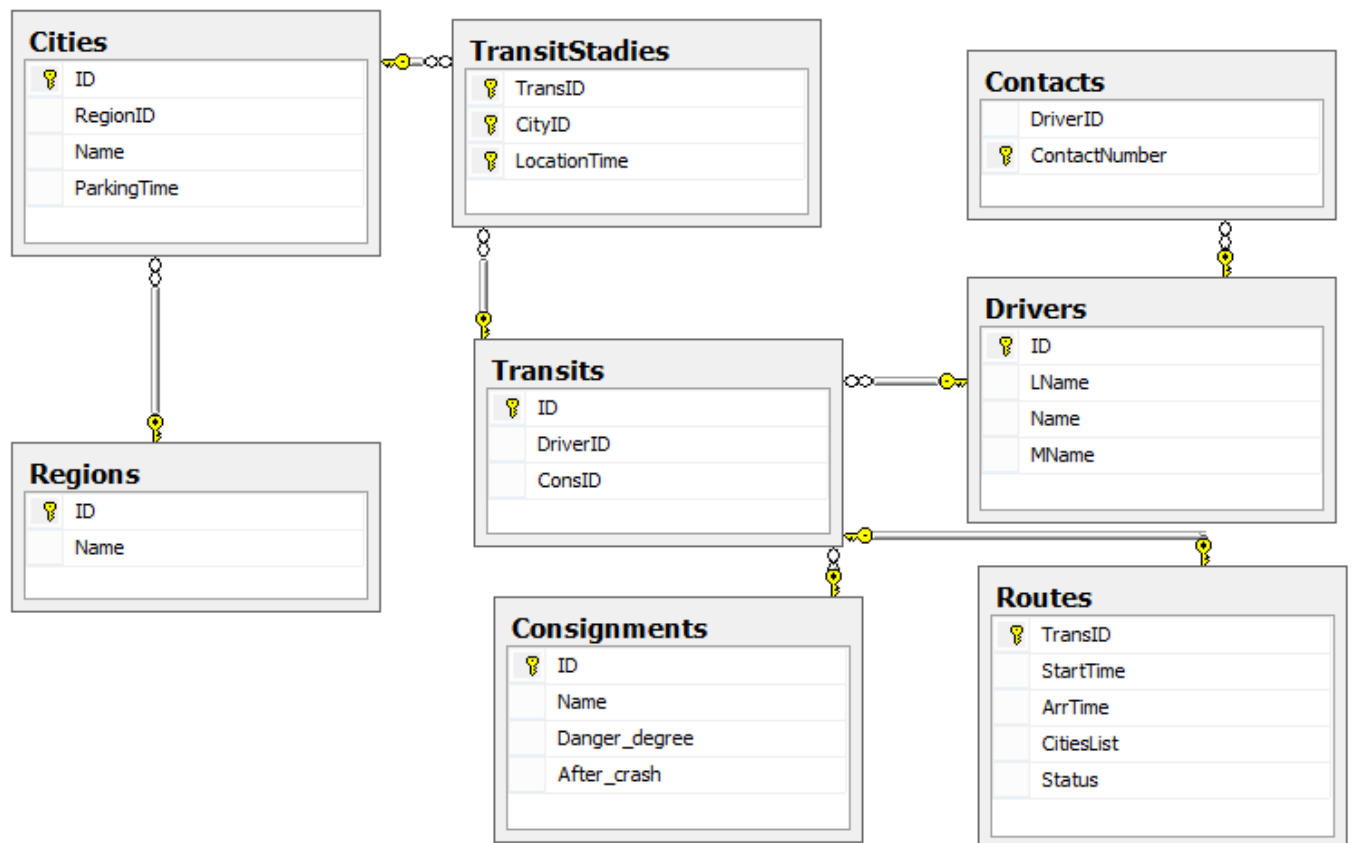 Cities
ID
RegionID
Name
ParkingTime
TransitStadies
TransID
CityID
LocationTime
Contacts
DriverID
ContactNumber
Drivers
ID
LName
Name
MName
Transits
ID
DriverID
ConsID
Regions
ID
Name
Consignments
ID
Name
Danger_degree
After_crash
Routes
TransID
StartTime
ArrTime
CitiesList
Status